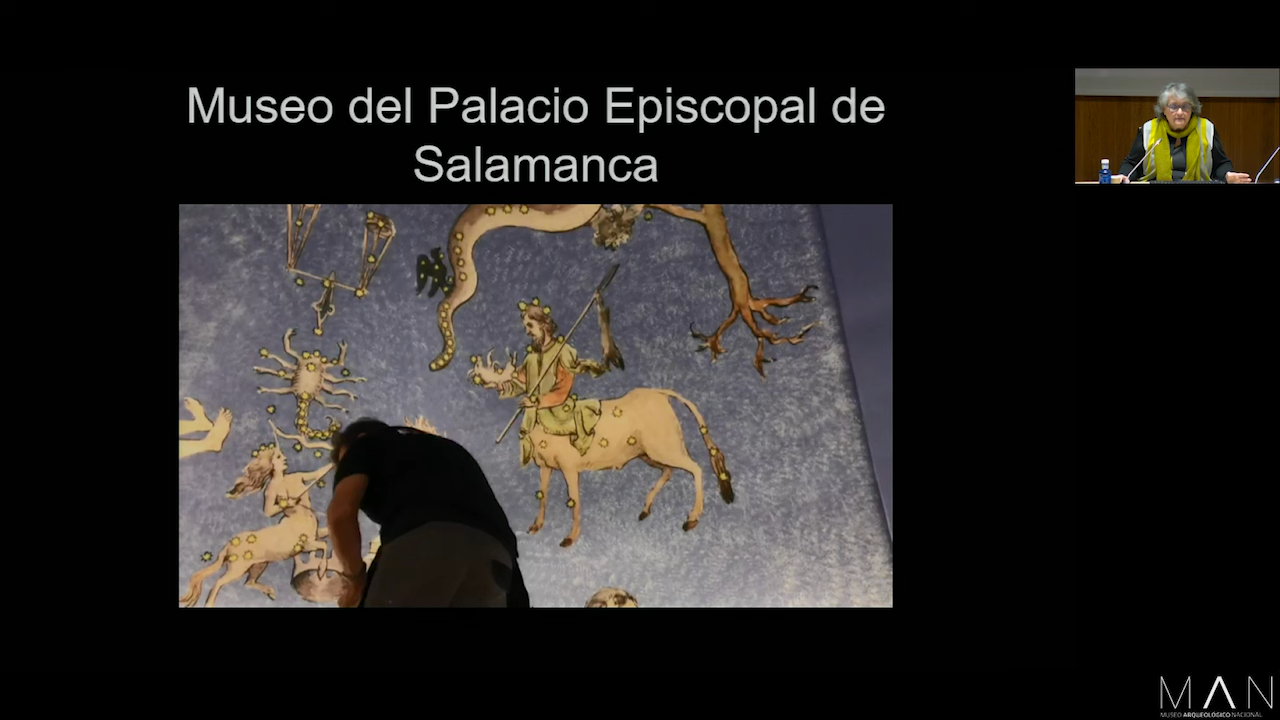 Museo del Palacio Episcopal de
Salamanca
MAN
MUSEO ARQUEOLÓGICO NACIONAL